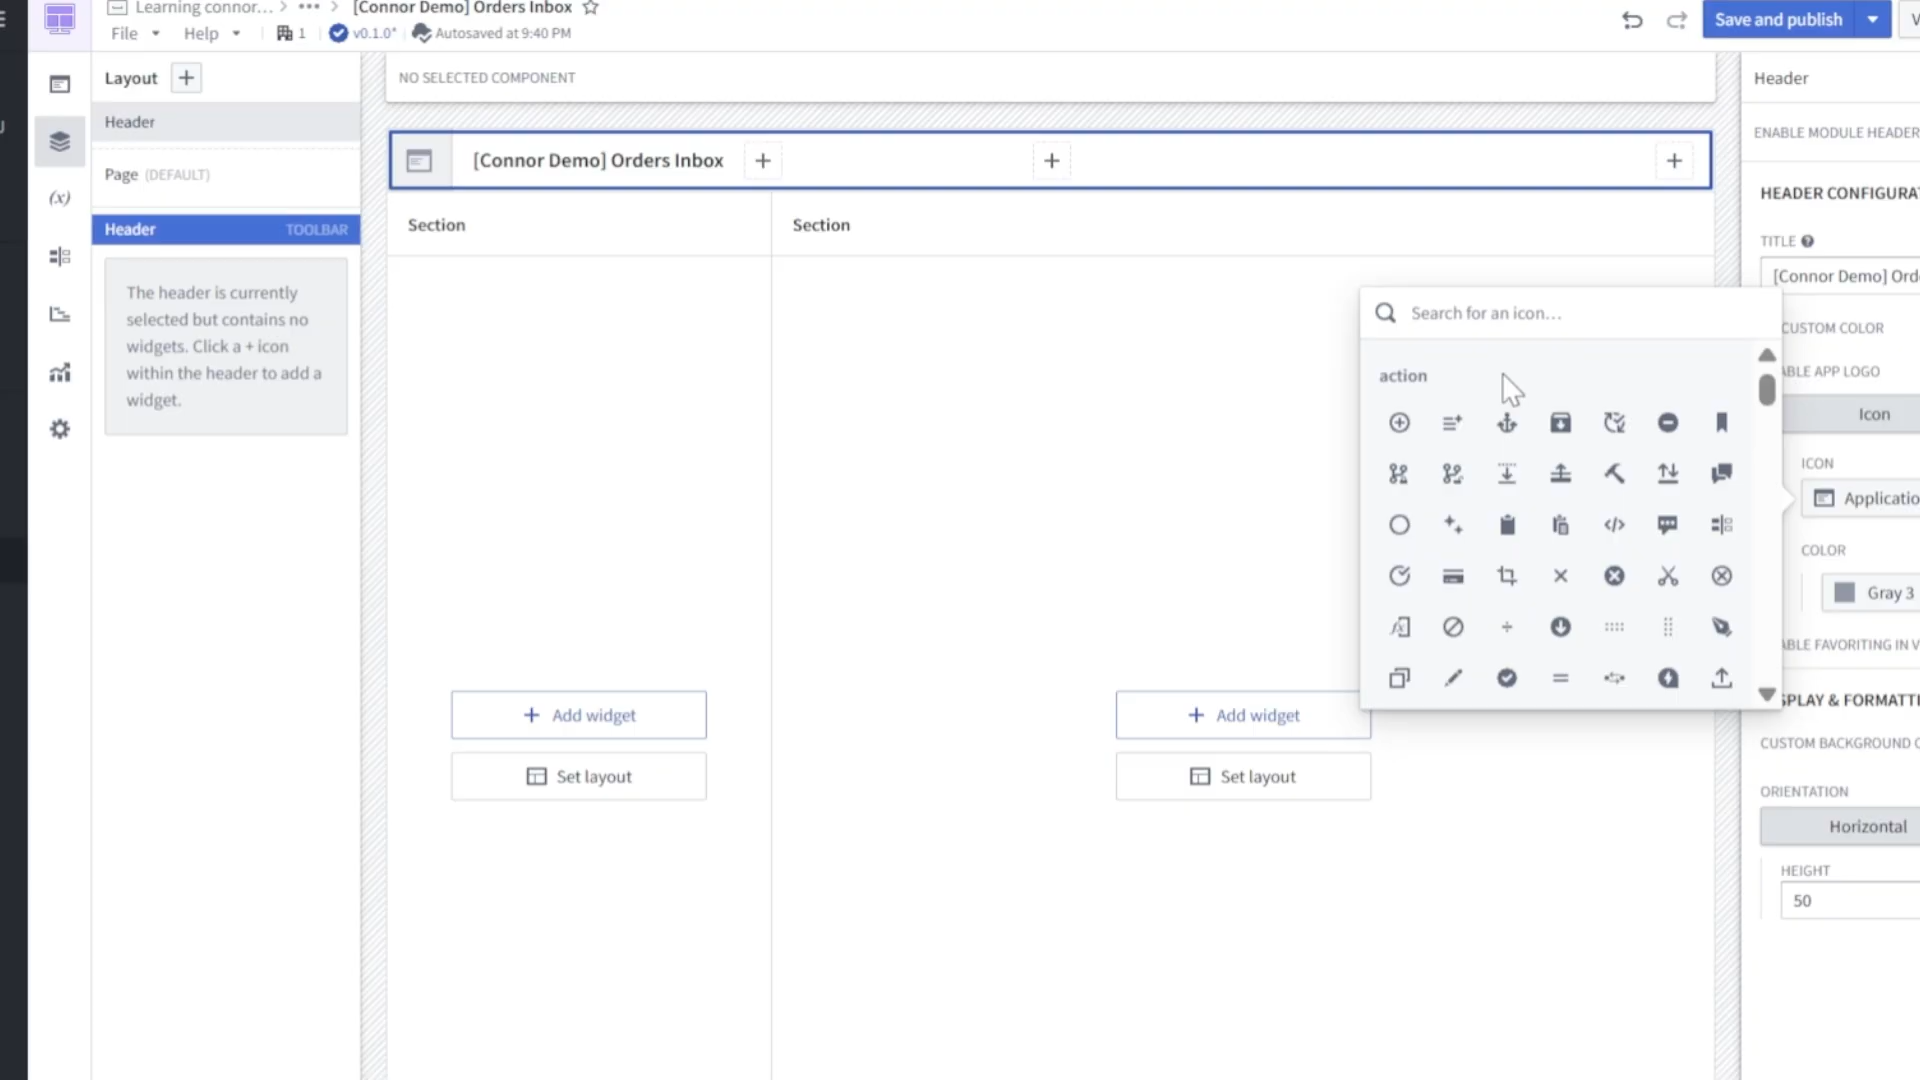 Learning connor... > ••• > [Connor Demo] Orders Inbox
File Help 1 v0.1.0* Autosaved at 9:40 PM
Save and publish
Layout
Header
Page (DEFAULT)
Header TOOLBAR
The header is currently
selected but contains no
widgets. Click a + icon
within the header to add a
widget.
NO SELECTED COMPONENT
[Connor Demo] Orders Inbox
Section
Section
Add widget
Set layout
Add widget
Set layout
Search for an icon...
action
Header
ENABLE MODULE HEADER
HEADER CONFIGURA
TITLE
[Connor Demo] Ord
CUSTOM COLOR
ABLE APP LOGO
Icon
ICON
Applicatio
COLOR
Gray 3
ABLE FAVORITING IN V
SPLAY & FORMATTI
CUSTOM BACKGROUND C
ORIENTATION
Horizontal
HEIGHT
50